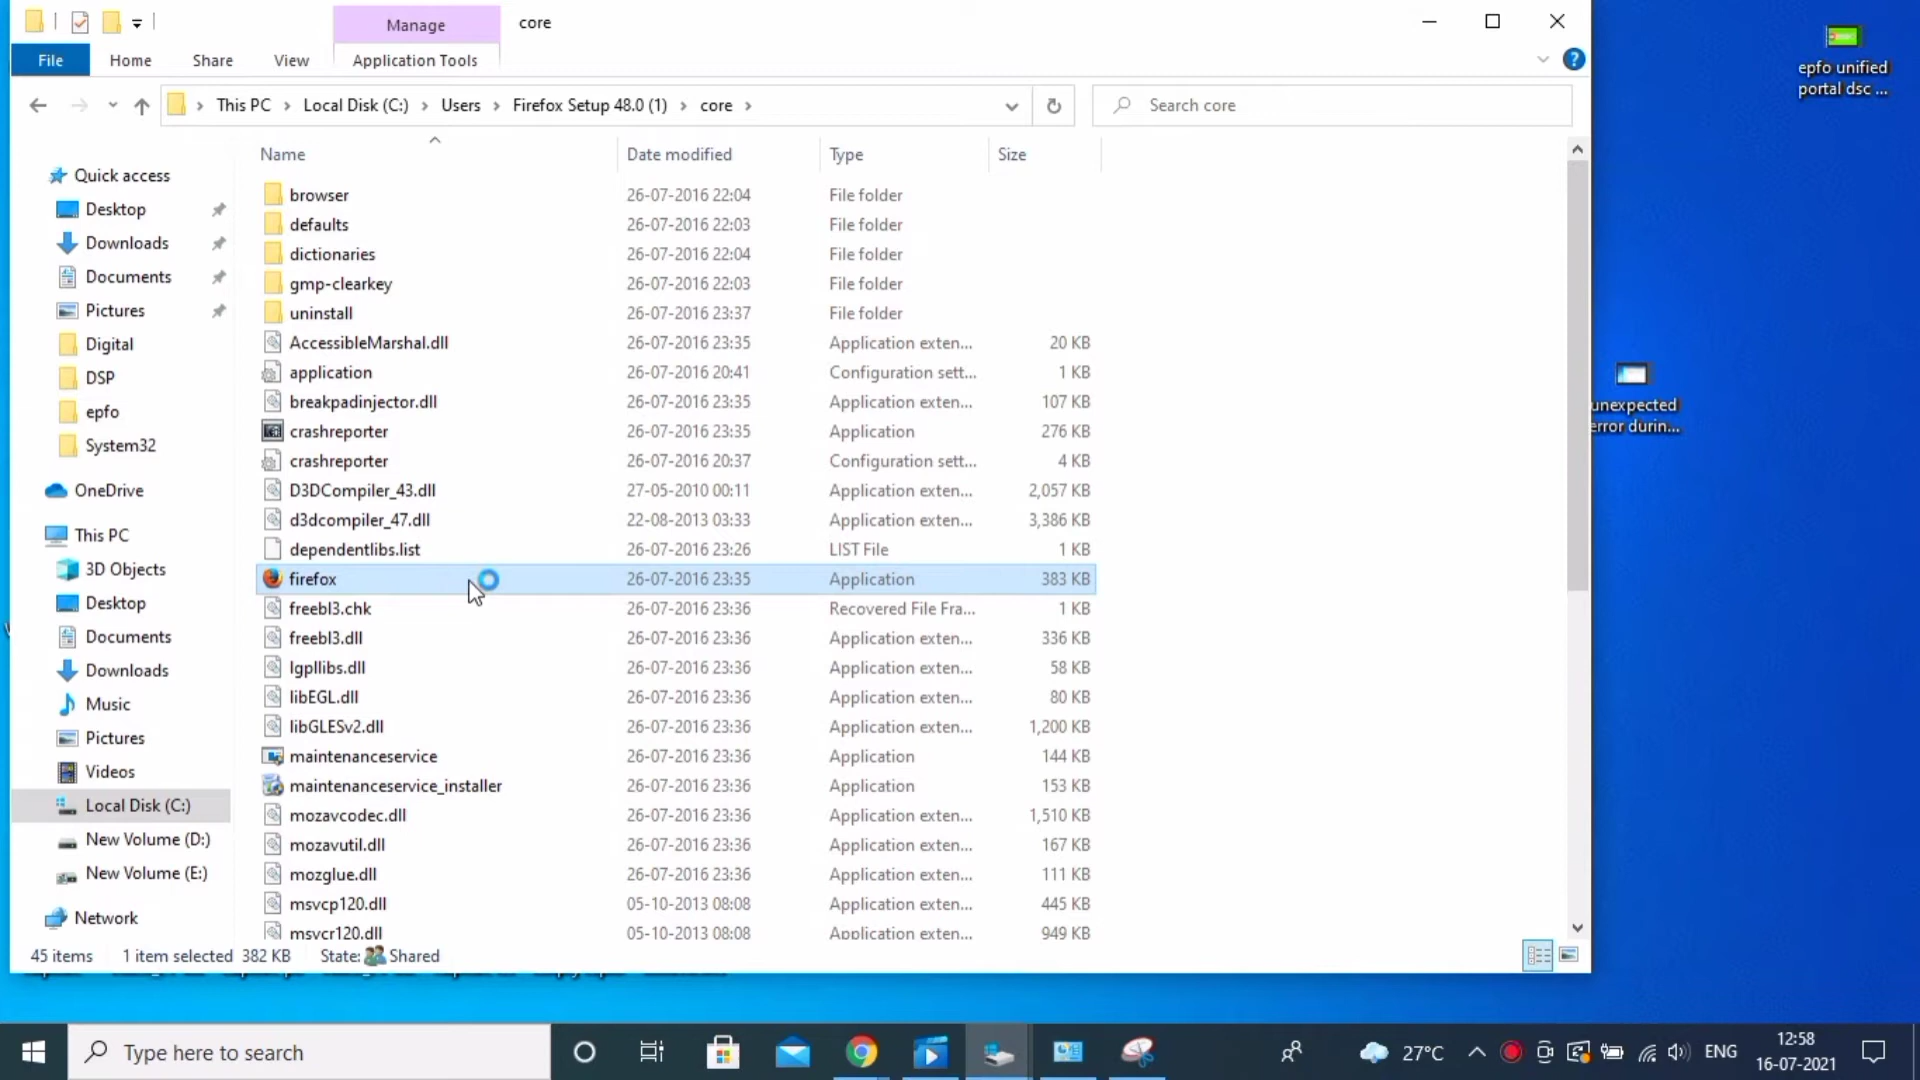 Manage
core
File
Home
Share
View
Application Tools
This PC > Local Disk (C:) > Users > Firefox Setup 48.0 (1) > core >
Search core
Name
Date modified
Type
Size
Quick access
Desktop
Downloads
Documents
Pictures
Digital
DSP
epfo
System32
OneDrive
This PC
3D Objects
Desktop
Documents
Downloads
Music
Pictures
Videos
Local Disk (C:)
New Volume (D:)
New Volume (E:)
Network
browser 26-07-2016 22:04 File folder
defaults 26-07-2016 22:03 File folder
dictionaries 26-07-2016 22:04 File folder
gmp-clearkey 26-07-2016 22:03 File folder
uninstall 26-07-2016 23:37 File folder
AccessibleMarshal.dll 26-07-2016 23:35 Application exten... 20 KB
application 26-07-2016 20:41 Configuration sett... 1 KB
breakpadinjector.dll 26-07-2016 23:35 Application exten... 107 KB
crashreporter 26-07-2016 23:35 Application 276 KB
crashreporter 26-07-2016 20:37 Configuration sett... 4 KB
D3DCompiler_43.dll 27-05-2010 00:11 Application exten... 2,057 KB
d3dcompiler_47.dll 22-08-2013 03:33 Application exten... 3,386 KB
dependentlibs.list 26-07-2016 23:26 LIST File 1 KB
firefox 26-07-2016 23:35 Application 383 KB
freebl3.chk 26-07-2016 23:36 Recovered File Fra... 1 KB
freebl3.dll 26-07-2016 23:36 Application exten... 336 KB
lgpllibs.dll 26-07-2016 23:36 Application exten... 58 KB
libEGL.dll 26-07-2016 23:36 Application exten... 80 KB
libGLESv2.dll 26-07-2016 23:36 Application exten... 1,200 KB
maintenanceservice 26-07-2016 23:36 Application 144 KB
maintenanceservice_installer 26-07-2016 23:36 Application 153 KB
mozavcodec.dll 26-07-2016 23:36 Application exten... 1,510 KB
mozavutil.dll 26-07-2016 23:36 Application exten... 167 KB
mozglue.dll 26-07-2016 23:36 Application exten... 111 KB
msvcp120.dll 05-10-2013 08:08 Application exten... 445 KB
msvcr120.dll 05-10-2013 08:08 Application exten... 949 KB
45 items 1 item selected 382 KB State: Shared
epfo unified
portal dsc ...
unexpected
error durin...
Type here to search
27°C
ENG
12:58
16-07-2021